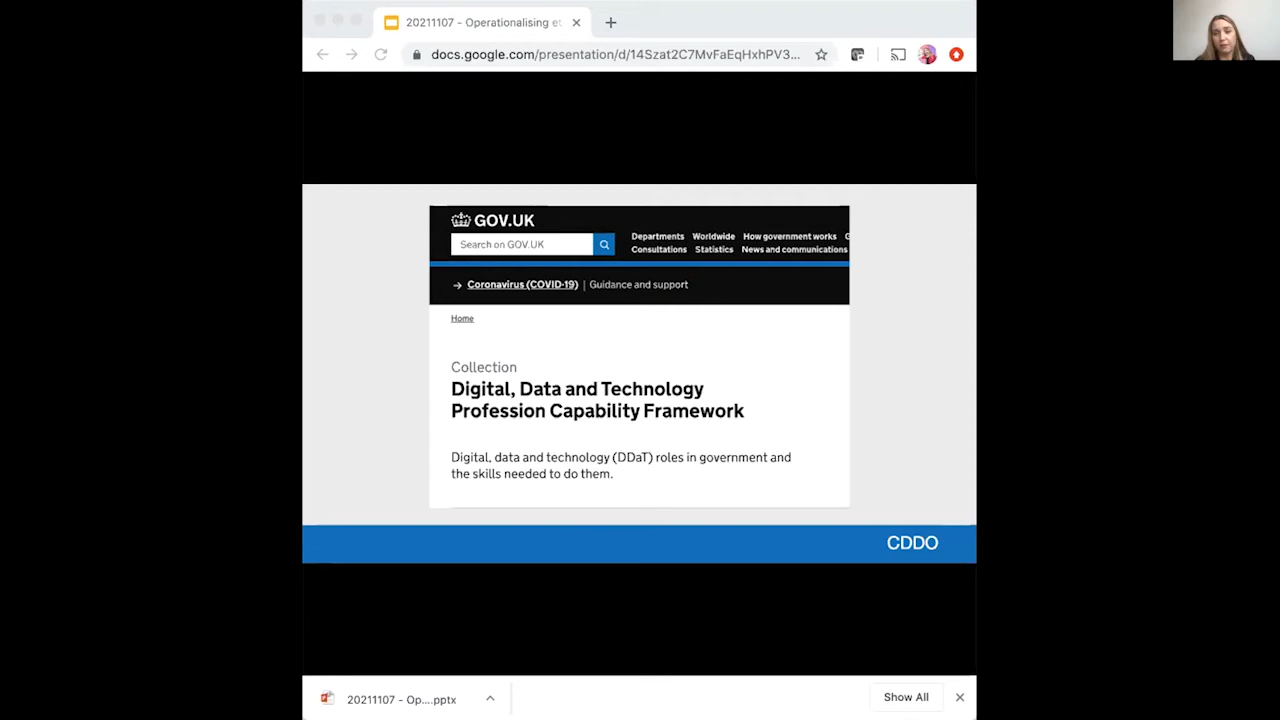 20211107 - Operationalising et
docs.google.com/presentation/d/14Szat2C7MvFaEqHxhPV3...
GOV.UK
Search on GOV.UK
Departments Worldwide How government works G
Consultations Statistics News and communications
→ Coronavirus (COVID-19) | Guidance and support
Home
Collection
Digital, Data and Technology
Profession Capability Framework
Digital, data and technology (DDaT) roles in government and
the skills needed to do them.
CDDO
20211107 - Op....pptx
Show All